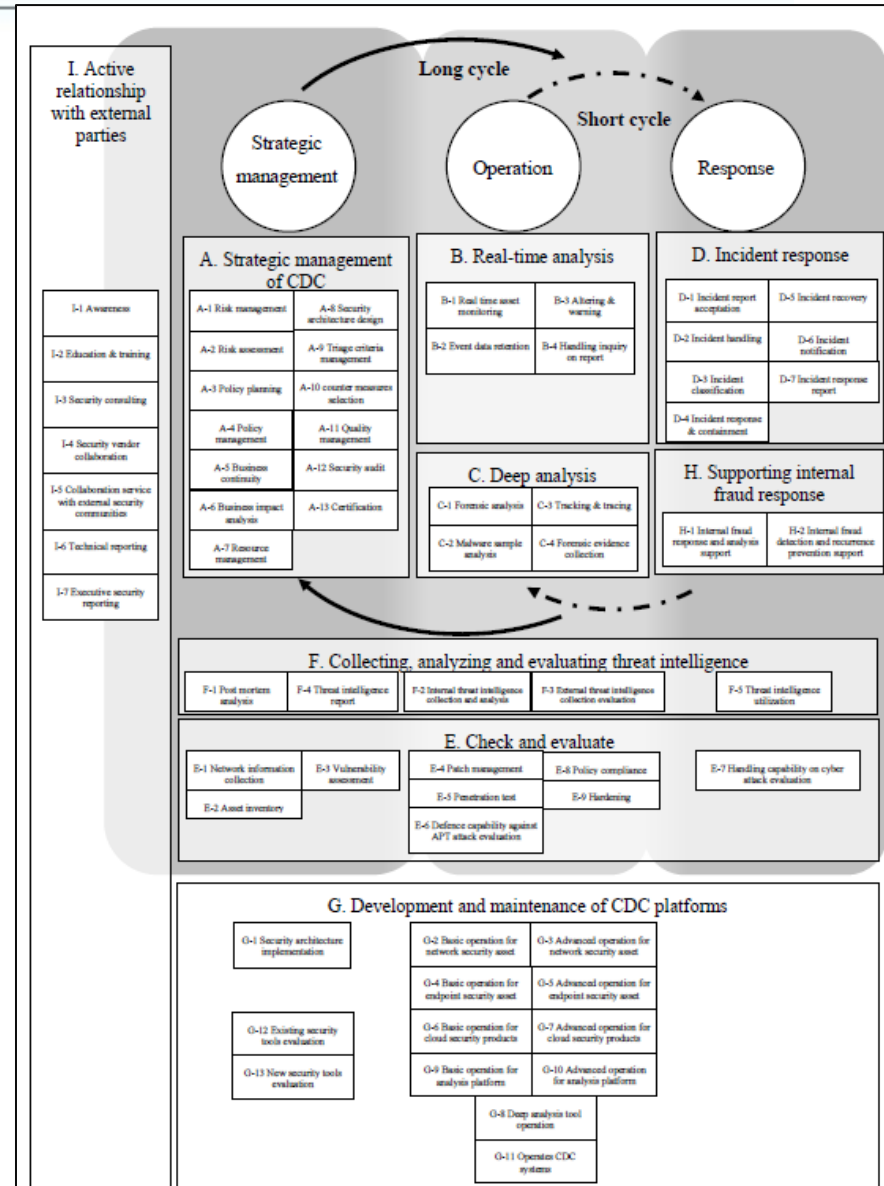 I. Active
relationship
with external
parties
I-1 Awareness
I-2 Education & training
I-3 Security consulting
I-4 Security vendor
collaboration
I-5 Collaboration service
with external security
communities
I-6 Technical reporting
I-7 Executive security
reporting
Long cycle
Short cycle
Strategic
management
Operation
Response
A. Strategic management
of CDC
A-1 Risk management
A-2 Risk assessment
A-3 Policy planning
A-4 Policy
management
A-5 Business
continuity
A-6 Business impact
analysis
A-7 Resource
management
A-8 Security
architecture design
A-9 Triage criteria
management
A-10 counter measures
selection
A-11 Quality
management
A-12 Security audit
A-13 Certification
B. Real-time analysis
B-1 Real time asset
monitoring
B-2 Event data retention
B-3 Altering &
warning
B-4 Handling inquiry
on report
C. Deep analysis
C-1 Forensic analysis
C-2 Malware sample
analysis
C-3 Tracking & tracing
C-4 Forensic evidence
collection
D. Incident response
D-1 Incident report
acceptation
D-2 Incident handling
D-3 Incident
classification
D-4 Incident response
& containment
D-5 Incident recovery
D-6 Incident
notification
D-7 Incident response
report
H. Supporting internal
fraud response
H-1 Internal fraud
response and analysis
support
H-2 Internal fraud
detection and recurrence
prevention support
F. Collecting, analyzing and evaluating threat intelligence
F-1 Post mortem
analysis
F-4 Threat intelligence
report
F-2 Internal threat intelligence
collection and analysis
F-3 External threat intelligence
collection evaluation
F-5 Threat intelligence
utilization
E. Check and evaluate
E-1 Network information
collection
E-2 Asset inventory
E-3 Vulnerability
assessment
E-4 Patch management
E-5 Penetration test
E-6 Defence capability against
APT attack evaluation
E-8 Policy compliance
E-9 Hardening
E-7 Handling capability on cyber
attack evaluation
G. Development and maintenance of CDC platforms
G-1 Security architecture
implementation
G-12 Existing security
tools evaluation
G-13 New security tools
evaluation
G-2 Basic operation for
network security asset
G-3 Advanced operation for
network security asset
G-4 Basic operation for
endpoint security asset
G-5 Advanced operation for
endpoint security asset
G-6 Basic operation for
cloud security products
G-7 Advanced operation for
cloud security products
G-9 Basic operation for
analysis platform
G-10 Advanced operation
for analysis platform
G-8 Deep analysis tool
operation
G-11 Operates CDC
systems